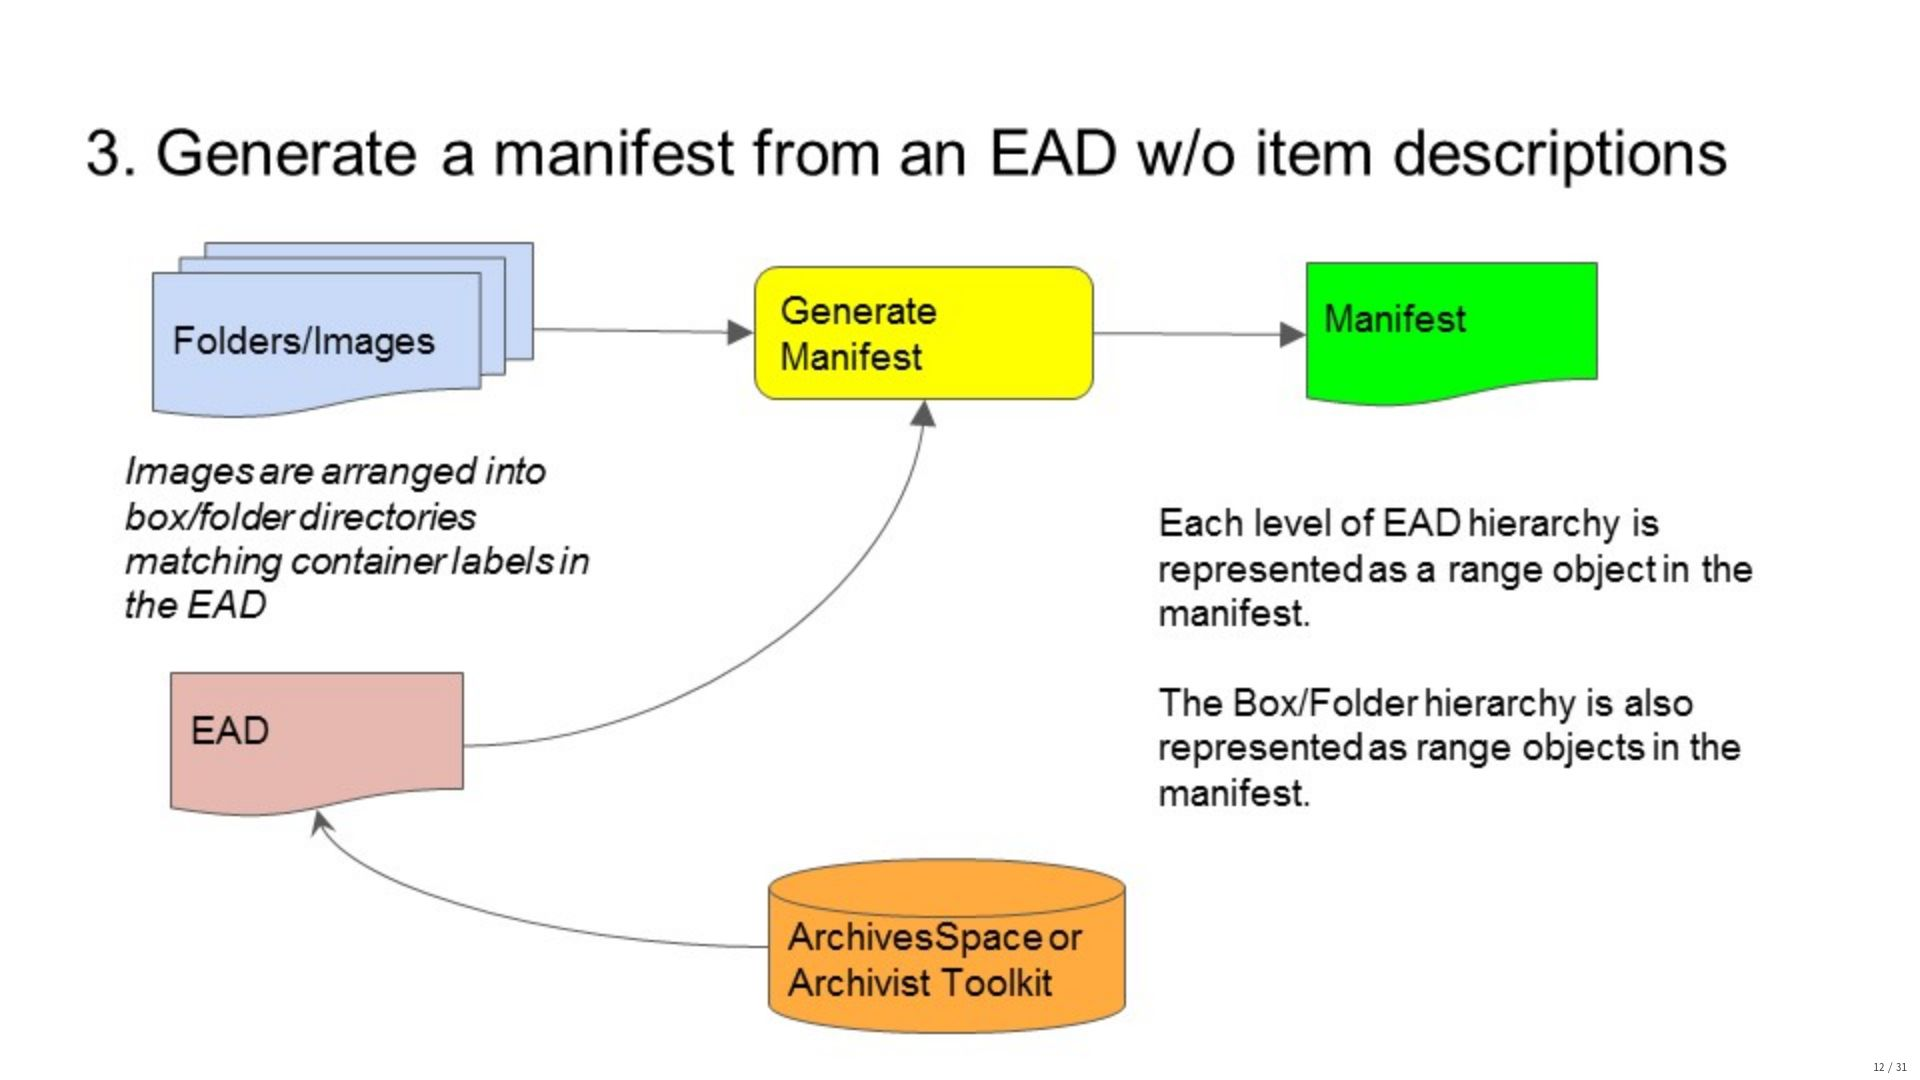 3. Generate a manifest from an EAD w/o item descriptions
Folders/Images
Generate
Manifest
Manifest
Images are arranged into
box/folder directories
matching container labels in
the EAD
Each level of EAD hierarchy is
represented as a range object in the
manifest.
The Box/Folder hierarchy is also
represented as range objects in the
manifest.
EAD
ArchivesSpace or
Archivist Toolkit
12 / 31